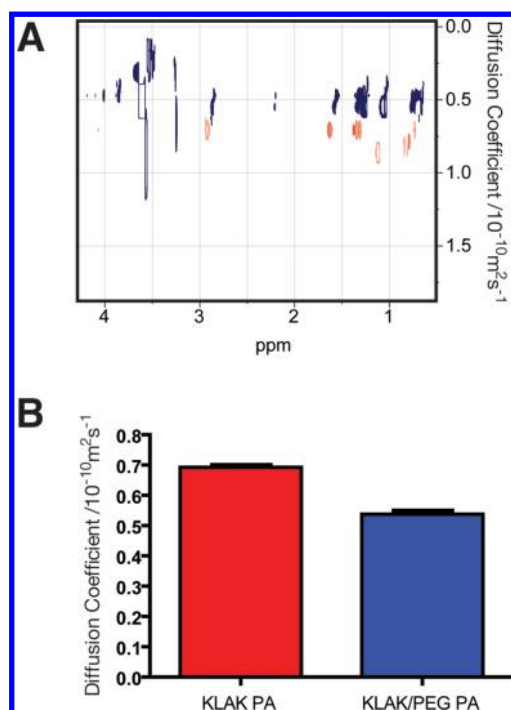 A
0.0
0.5
1.0
1.5
Diffusion Coefficient /10⁻¹⁰m²s⁻¹
4 3 2 1
ppm
B
Diffusion Coefficient /10⁻¹⁰m²s⁻¹
0.8
0.7
0.6
0.5
0.4
0.3
0.2
0.1
0.0
KLAK PA KLAK/PEG PA